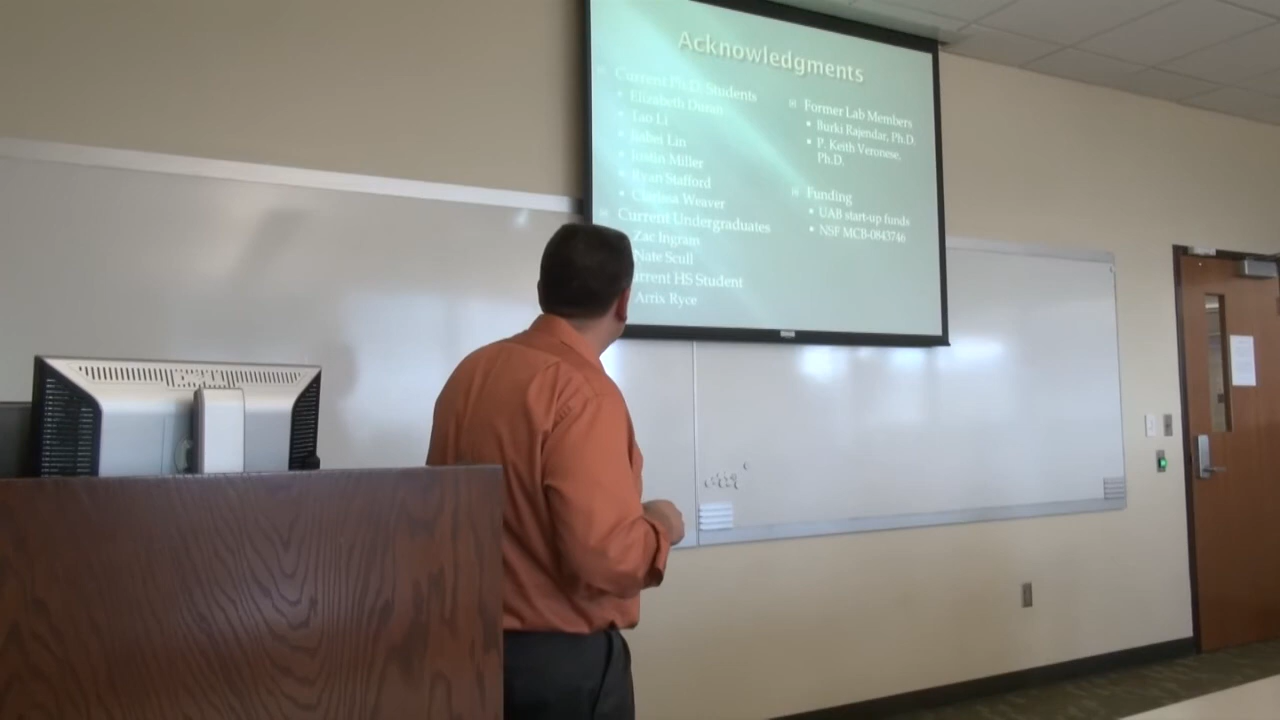 Acknowledgments
Current Ph.D. Students
Elizabeth Duran
Tao Li
Jiabei Lin
Justin Miller
Ryan Stafford
Weaver
Current Undergraduates
Zac Ingram
Nate Scull
urrent HS Student
Arrix Ryce
Former Lab Members
Burki Rajendar, Ph.D.
P. Keith Veronese,
Ph.D.
Funding
UAB start-up funds
NSF MCB-0843746